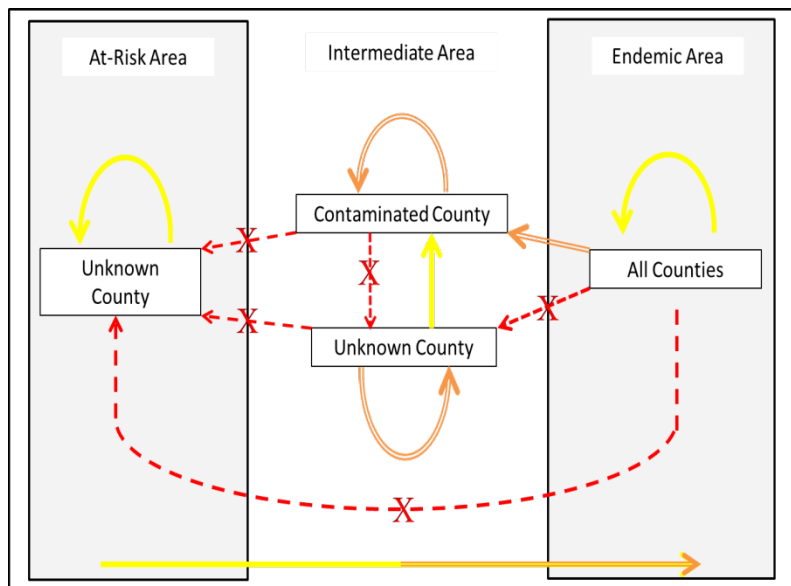 At-Risk Area
Intermediate Area
Endemic Area
Contaminated County
X
X
Unknown
County
All Counties
X
X
X
Unknown County
X